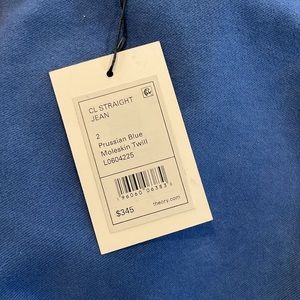 CL STRAIGHT
JEAN
2
Prussian Blue
Moleskin Twill
L0604225
$345
theory.com